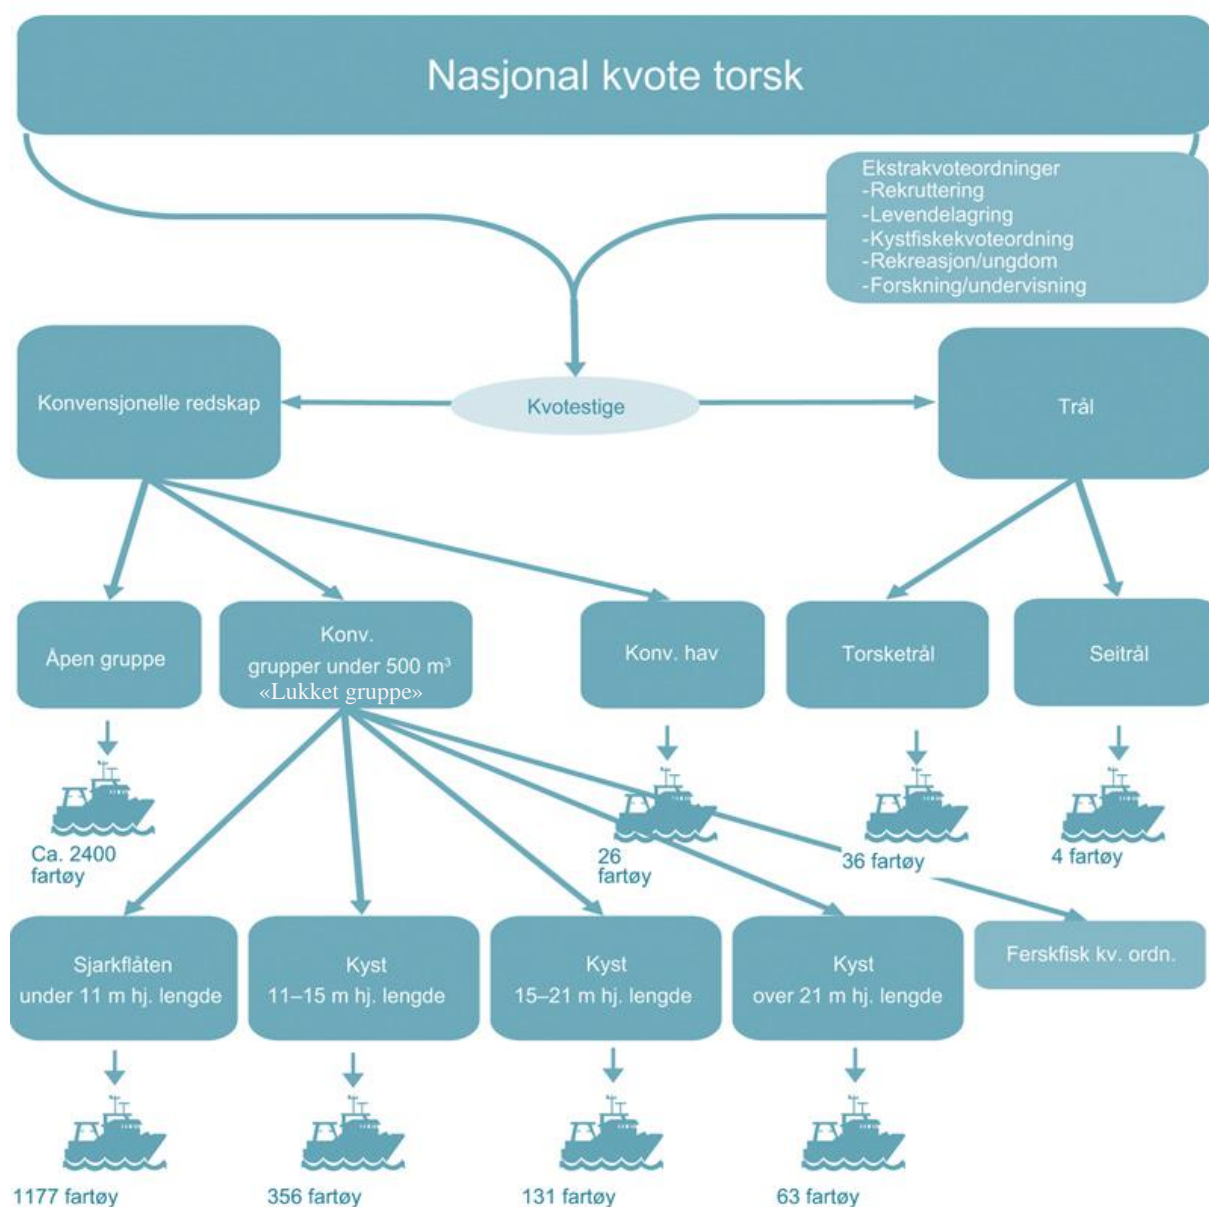 Nasjonal kvote torsk
Ekstrakvoteordninger
-Rekruttering
-Levendelagring
-Kystfiskekvoteordning
-Rekreasjon/ungdom
-Forskning/undervisning
Konvensjonelle redskap
Kvotestige
Trål
Åpen gruppe
Konv.
grupper under 500 m³
«Lukket gruppe»
Konv. hav
Torsketrål
Seitrål
Ca. 2400
fartøy
26
fartøy
36 fartøy
4 fartøy
Sjarkflåten
under 11 m hj. lengde
Kyst
11–15 m hj. lengde
Kyst
15–21 m hj. lengde
Kyst
over 21 m hj. lengde
Ferskfisk kv. ordn.
1177 fartøy
356 fartøy
131 fartøy
63 fartøy